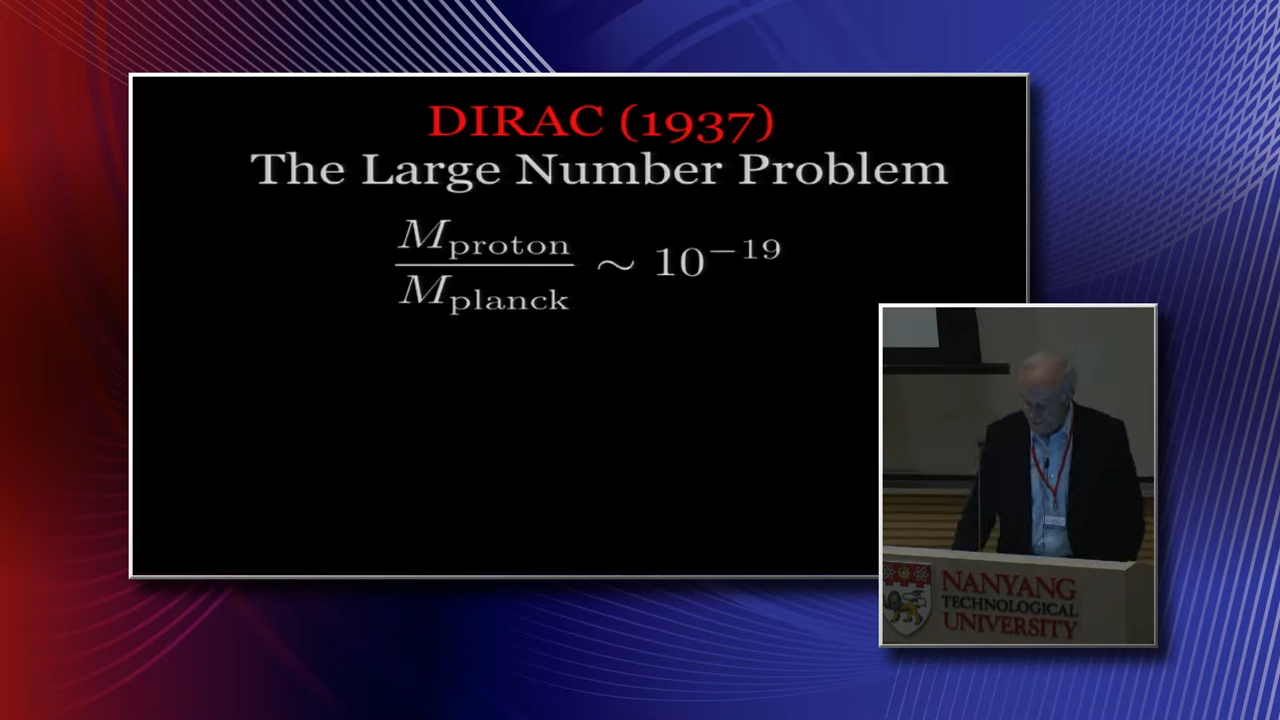 DIRAC (1937)
The Large Number Problem
M_proton / M_planck ∼ 10^−19
NANYANG
TECHNOLOGICAL
UNIVERSITY